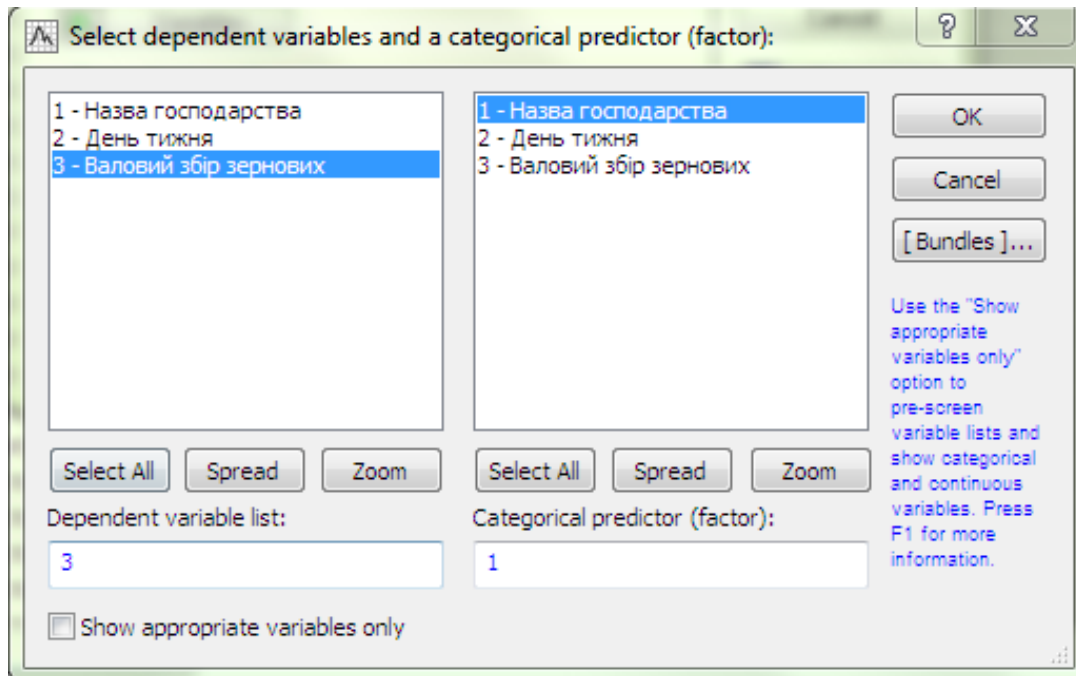 Select dependent variables and a categorical predictor (factor):
1 - Назва господарства
2 - День тижня
3 - Валовий збір зернових
1 - Назва господарства
2 - День тижня
3 - Валовий збір зернових
OK
Cancel
[ Bundles ]...
Use the "Show
appropriate
variables only"
option to
pre-screen
variable lists and
show categorical
and continuous
variables. Press
F1 for more
information.
Select All
Spread
Zoom
Select All
Spread
Zoom
Dependent variable list:
Categorical predictor (factor):
3
1
Show appropriate variables only